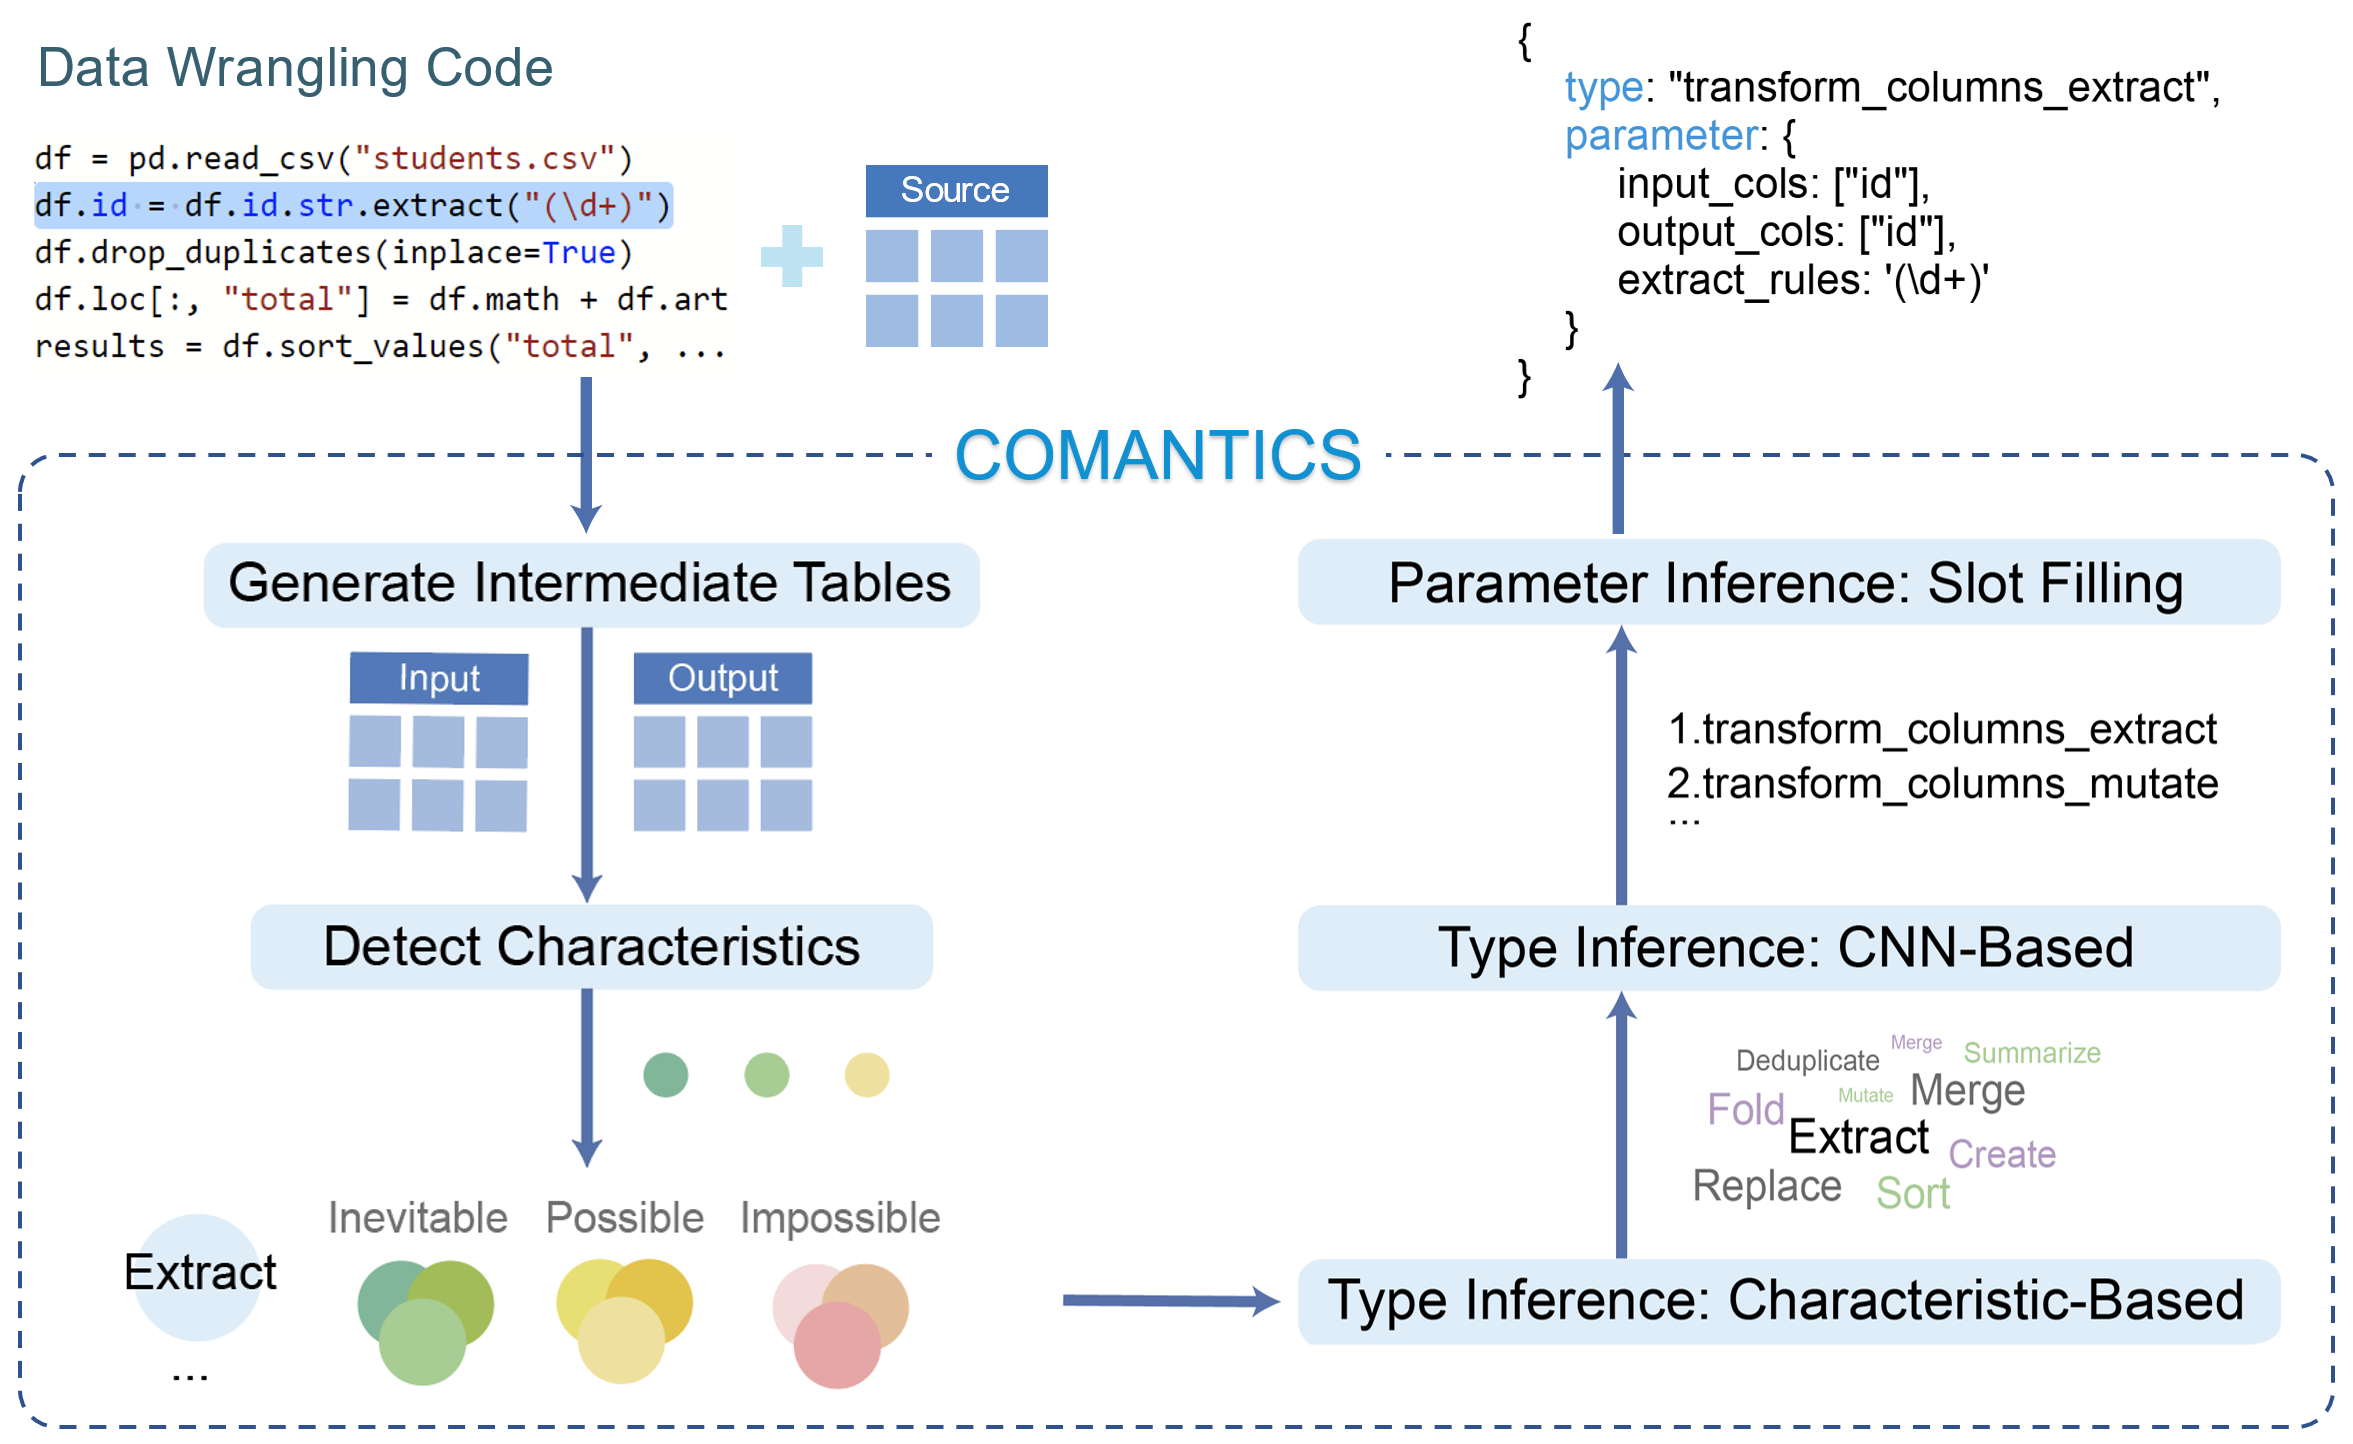 Data Wrangling Code
df = pd.read_csv("students.csv")
df.id = df.id.str.extract("(\d+)")
df.drop_duplicates(inplace=True)
df.loc[:, "total"] = df.math + df.art
results = df.sort_values("total", ...
Source
{
type: "transform_columns_extract",
parameter: {
input_cols: ["id"],
output_cols: ["id"],
extract_rules: '(\d+)'
}
}
COMANTICS
Generate Intermediate Tables
Input
Output
Detect Characteristics
Inevitable
Possible
Impossible
Extract
...
Type Inference: Characteristic-Based
Deduplicate
Merge
Summarize
Mutate
Merge
Fold
Extract
Create
Replace
Sort
Type Inference: CNN-Based
1.transform_columns_extract
2.transform_columns_mutate
...
Parameter Inference: Slot Filling